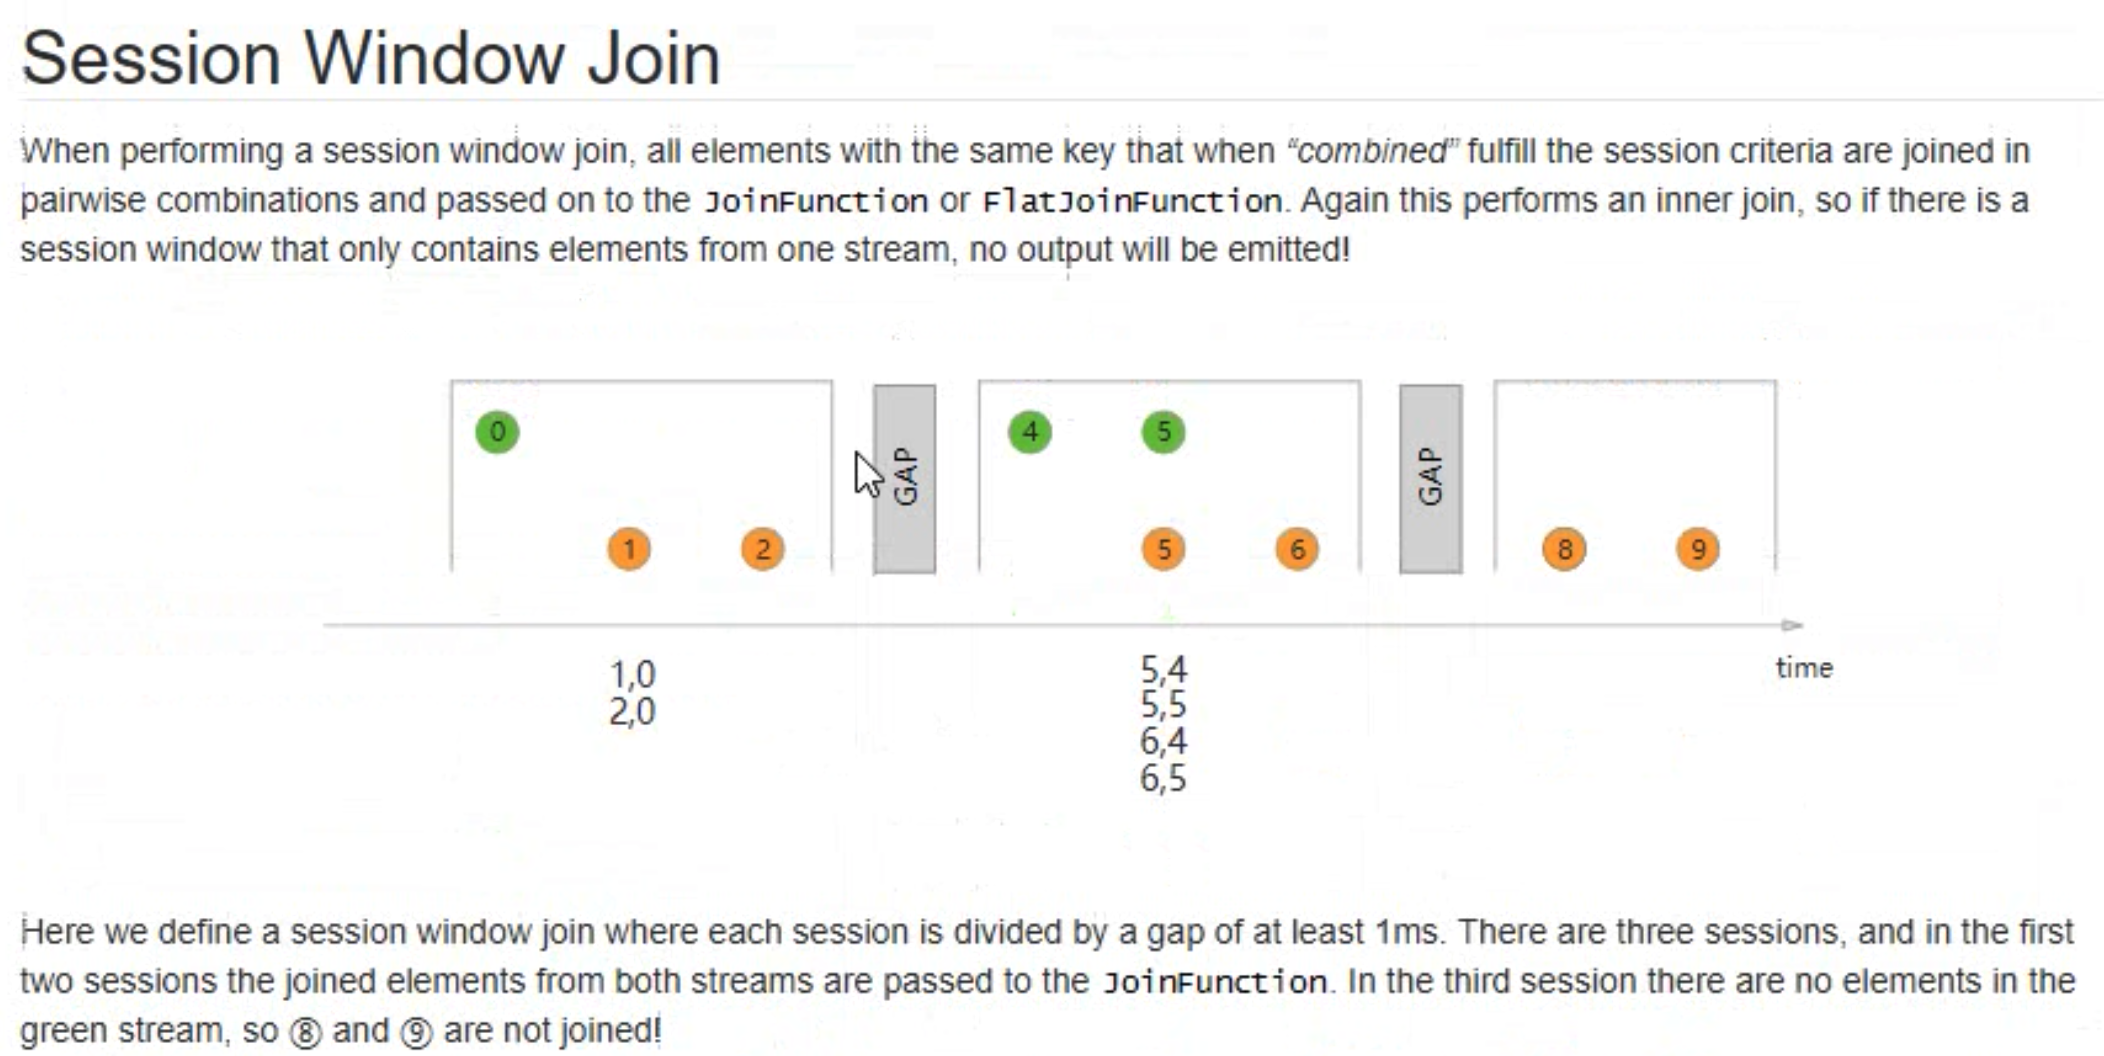 Session Window Join
When performing a session window join, all elements with the same key that when “combined” fulfill the session criteria are joined in
pairwise combinations and passed on to the JoinFunction or FlatJoinFunction. Again this performs an inner join, so if there is a
session window that only contains elements from one stream, no output will be emitted!
0
1
2
GAP
4
5
5
6
GAP
8
9
time
1,0
2,0
5,4
5,5
6,4
6,5
Here we define a session window join where each session is divided by a gap of at least 1ms. There are three sessions, and in the first
two sessions the joined elements from both streams are passed to the JoinFunction. In the third session there are no elements in the
green stream, so ⑧ and ⑨ are not joined!